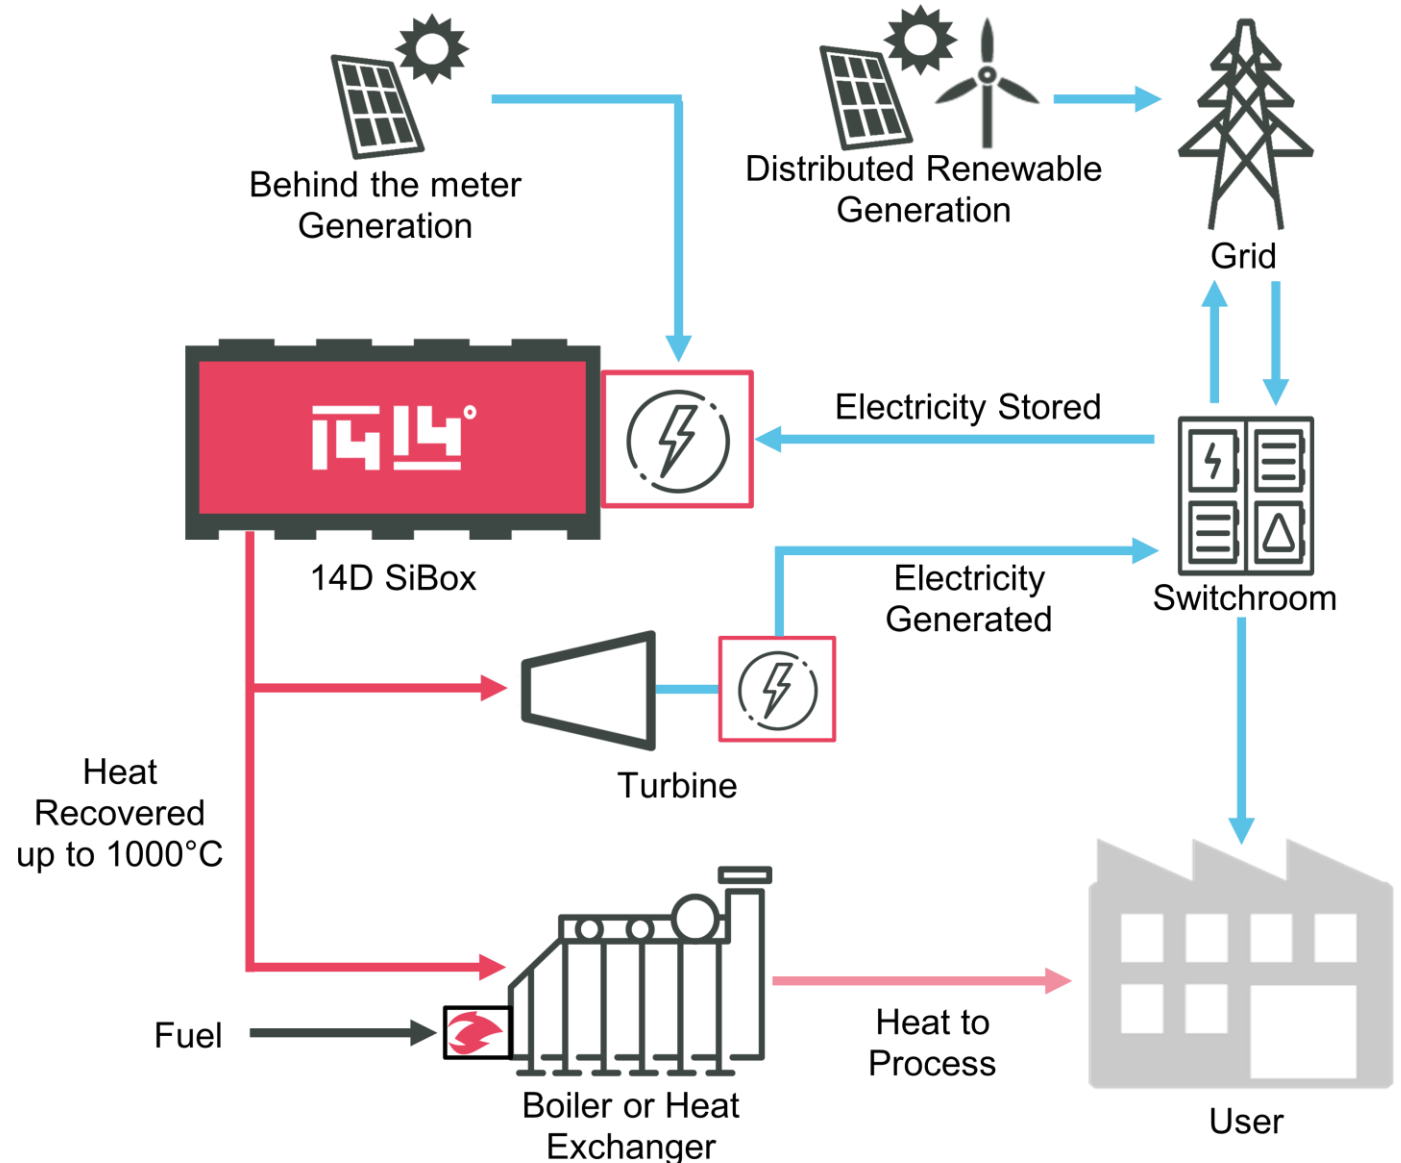 Behind the meter
Generation
Distributed Renewable
Generation
Grid
1414°
Electricity Stored
14D SiBox
Electricity
Generated
Switchroom
Turbine
Heat
Recovered
up to 1000°C
Fuel
Heat to
Process
Boiler or Heat
Exchanger
User